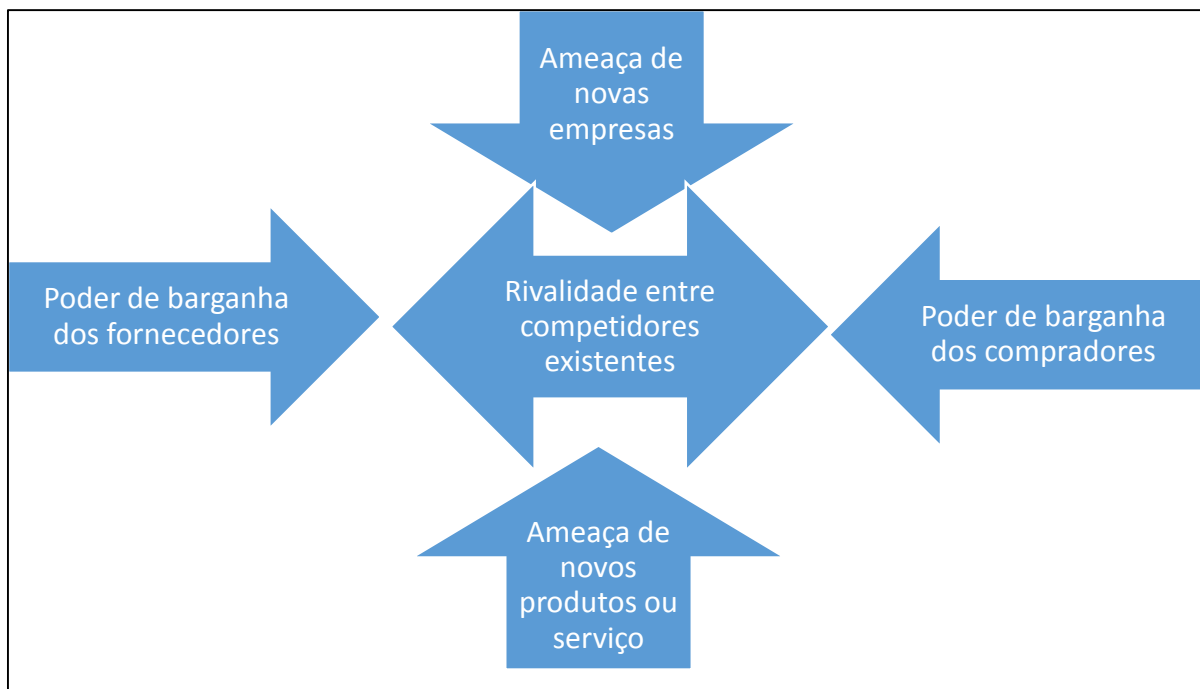 Ameaça de
novas
empresas
Poder de barganha
dos fornecedores
Rivalidade entre
competidores
existentes
Poder de barganha
dos compradores
Ameaça de
novos
produtos ou
serviço